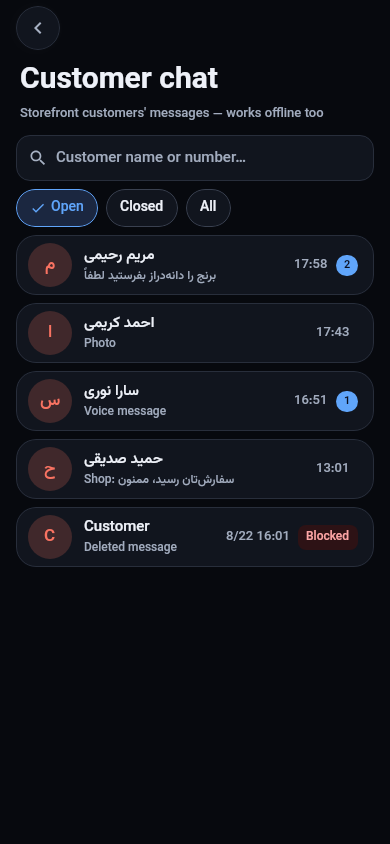 Customer chat
Storefront customers' messages — works offline too
Customer name or number...
Open
Closed
All
م
مریم رحیمی
17:58
2
برنج را دانه‌دراز بفرستید لطفاً
ا
احمد کریمی
17:43
Photo
س
سارا نوری
16:51
1
Voice message
ح
حمید صدیقی
13:01
Shop: سفارش‌تان رسید، ممنون
C
Customer
8/22 16:01
Blocked
Deleted message